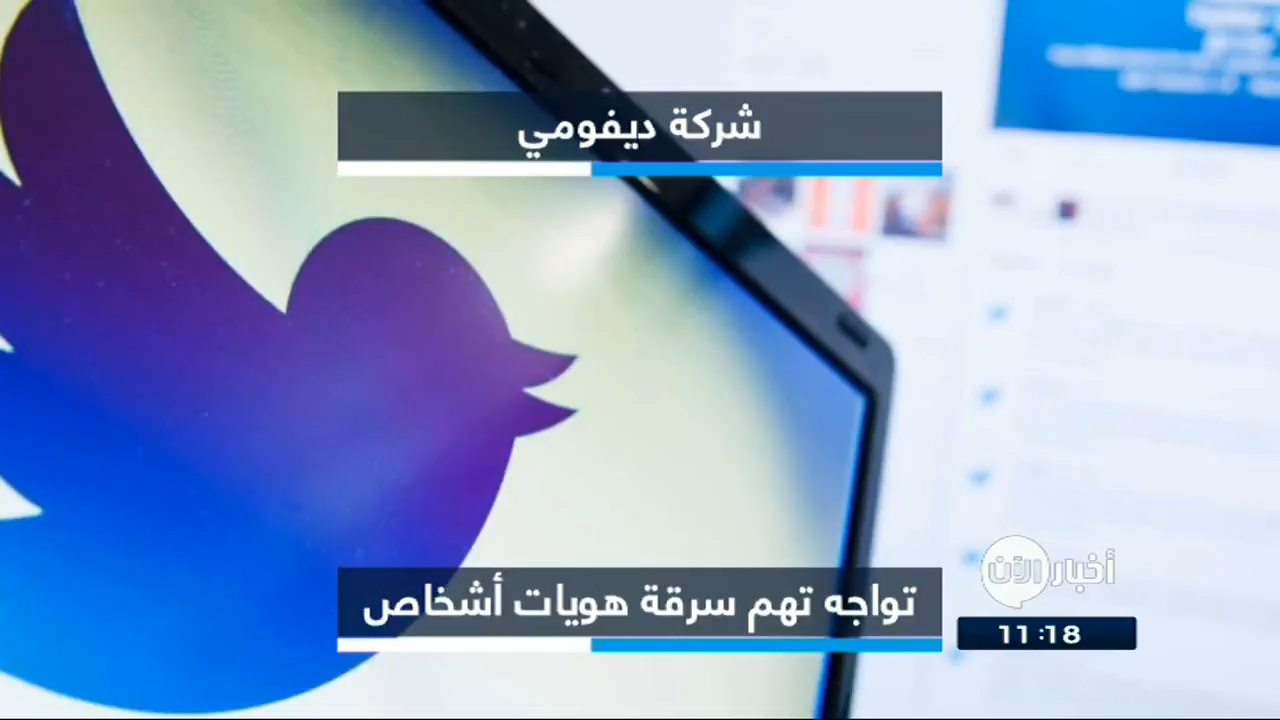 شركة ديفومي
تواجه تهم سرقة هويات أشخاص
أخبار الآن
11:18